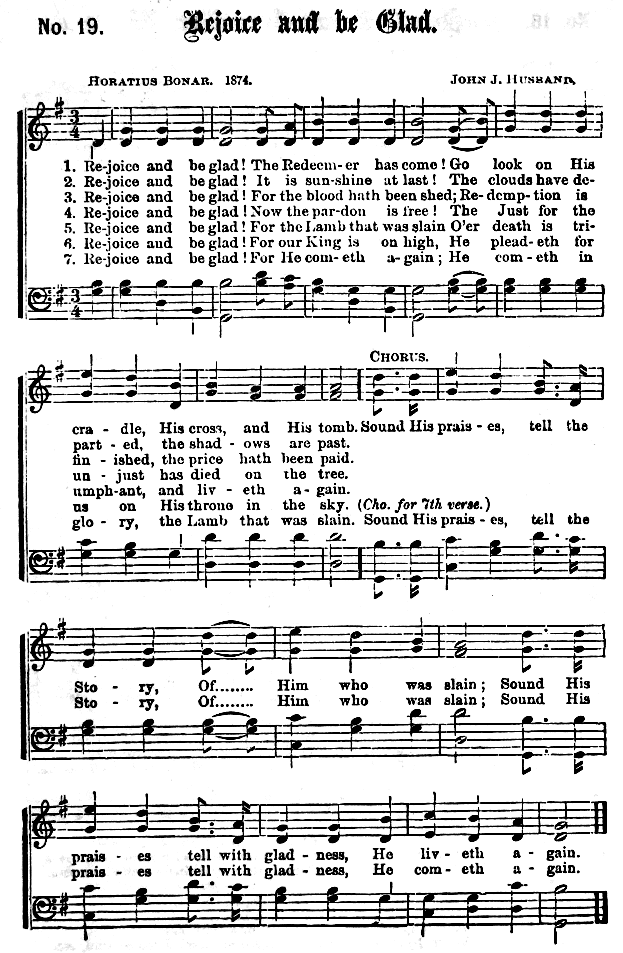 No. 19. Rejoice and be Glad.
HORATIUS BONAR. 1874. JOHN J. HUSBAND.
3 4
1. Re-joice and be glad! The Redeem-er has come! Go look on His
2. Re-joice and be glad! It is sun-shine at last! The clouds have de-
3. Re-joice and be glad! For the blood hath been shed; Re-demp-tion is
4. Re-joice and be glad! Now the par-don is free! The Just for the
5. Re-joice and be glad! For the Lamb that was slain O'er death is tri-
6. Re-joice and be glad! For our King is on high, He plead-eth for
7. Re-joice and be glad! For He com-eth a-gain; He com-eth in
3 4
CHORUS.
cra - dle, His cross, and His tomb. Sound His prais - es, tell the
part - ed, the shad - ows are past.
fin - ished, the price hath been paid.
un - just has died on the tree.
umph-ant, and liv - eth a-gain.
us on His throne in the sky. (Cho. for 7th verse.)
glo - ry, the Lamb that was slain. Sound His prais - es, tell the
Sto - ry, Of........ Him who was slain; Sound His
Sto - ry, Of........ Him who was slain; Sound His
prais - es tell with glad - ness, He liv - eth a - gain.
prais - es tell with glad - ness, He com - eth a - gain.